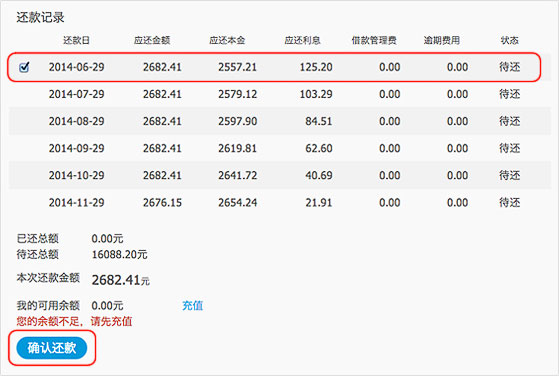 还款记录
还款日 应还金额 应还本金 应还利息 借款管理费 逾期费用 状态
2014-06-29 2682.41 2557.21 125.20 0.00 0.00 待还
2014-07-29 2682.41 2579.12 103.29 0.00 0.00 待还
2014-08-29 2682.41 2597.90 84.51 0.00 0.00 待还
2014-09-29 2682.41 2619.81 62.60 0.00 0.00 待还
2014-10-29 2682.41 2641.72 40.69 0.00 0.00 待还
2014-11-29 2676.15 2654.24 21.91 0.00 0.00 待还
已还总额 0.00元
待还总额 16088.20元
本次还款金额 2682.41元
我的可用余额 0.00元 充值
您的余额不足，请先充值
确认还款